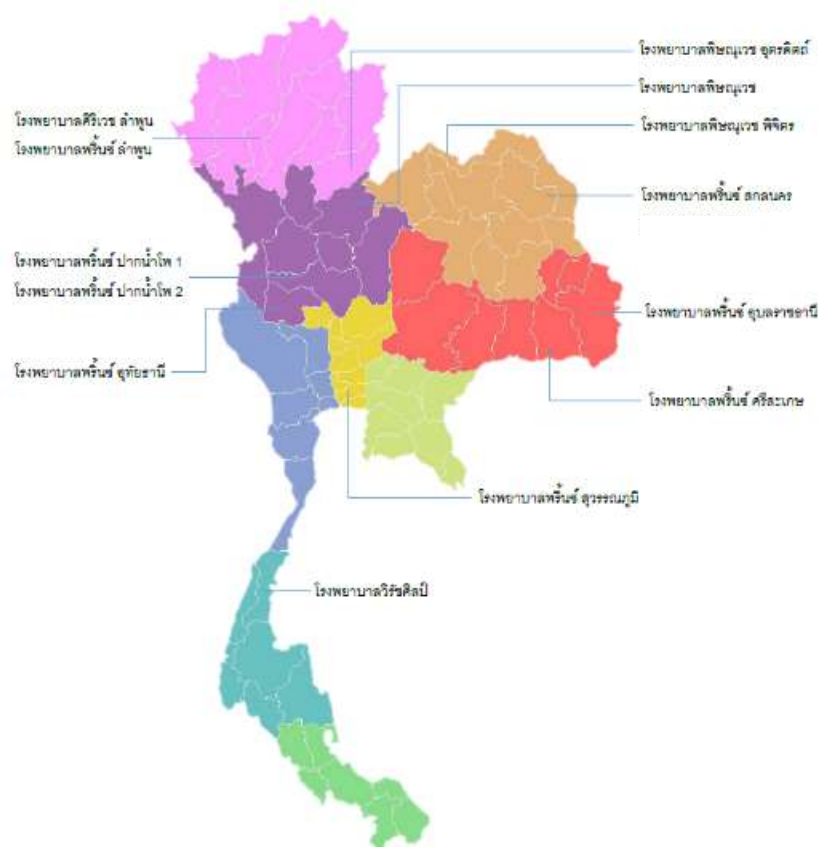 โรงพยาบาลพิษณุเวช อุตรดิตถ์
โรงพยาบาลพิษณุเวช
โรงพยาบาลศิริเวช ลำพูน
โรงพยาบาลพริ้นซ์ ลำพูน
โรงพยาบาลพิษณุเวช พิจิตร
โรงพยาบาลพริ้นซ์ สกลนคร
โรงพยาบาลพริ้นซ์ ปากน้ำโพ 1
โรงพยาบาลพริ้นซ์ ปากน้ำโพ 2
โรงพยาบาลพริ้นซ์ อุบลราชธานี
โรงพยาบาลพริ้นซ์ อุทัยธานี
โรงพยาบาลพริ้นซ์ ศรีสะเกษ
โรงพยาบาลพริ้นซ์ สุวรรณภูมิ
โรงพยาบาลวิรัชศิลป์